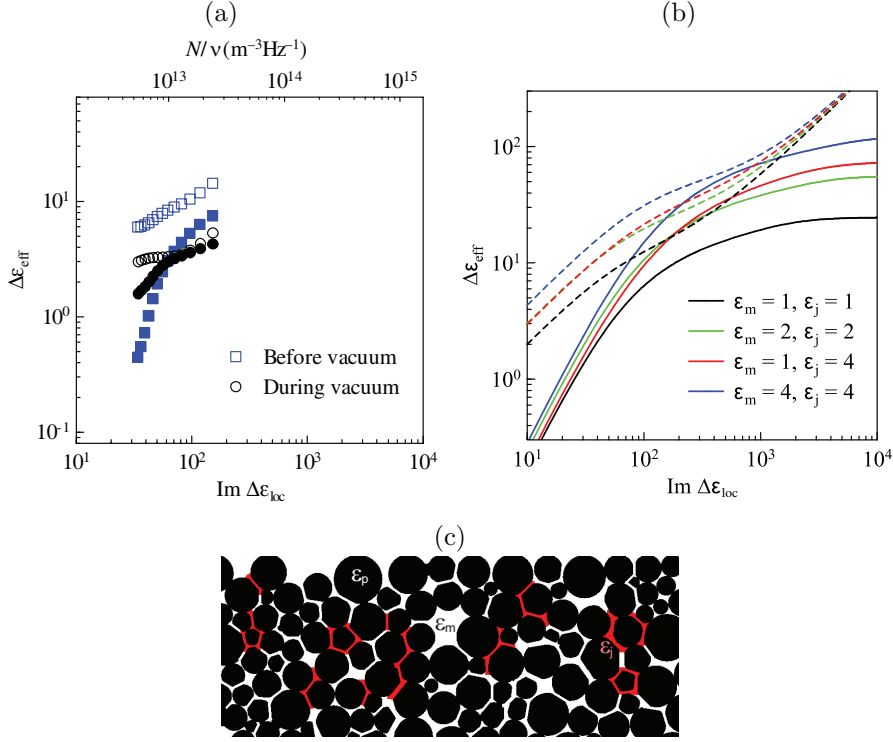 (a)
N/ν (m⁻³Hz⁻¹)
10¹³ 10¹⁴ 10¹⁵
10¹
10⁰
10⁻¹
Δε_eff
Before vacuum
During vacuum
10¹ 10² 10³ 10⁴
Im Δε_loc
(b)
10²
10¹
10⁰
Δε_eff
ε_m = 1, ε_j = 1
ε_m = 2, ε_j = 2
ε_m = 1, ε_j = 4
ε_m = 4, ε_j = 4
10¹ 10² 10³ 10⁴
Im Δε_loc
(c)
ε_p
ε_m
ε_j